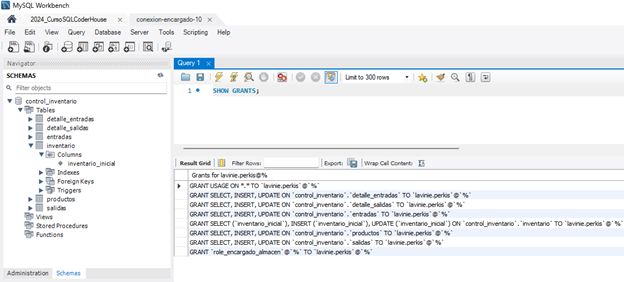 MySQL Workbench
2024_CursoSQLCoderHouse
conexion-encargado-10
File Edit View Query Database Server Tools Scripting Help
Navigator
SCHEMAS
Filter objects
control_inventario
Tables
detalle_entradas
detalle_salidas
entradas
inventario
Columns
inventario_inicial
Indexes
Foreign Keys
Triggers
productos
salidas
Views
Stored Procedures
Functions
Administration Schemas
Query 1
Limit to 300 rows
1 SHOW GRANTS;
Result Grid Filter Rows: Export: Wrap Cell Content:
Grants for lavinie.perkis@%
GRANT USAGE ON *.* TO `lavinie.perkis`@`%`
GRANT SELECT, INSERT, UPDATE ON `control_inventario`.`detalle_entradas` TO `lavinie.perkis`@`%`
GRANT SELECT, INSERT, UPDATE ON `control_inventario`.`detalle_salidas` TO `lavinie.perkis`@`%`
GRANT SELECT, INSERT, UPDATE ON `control_inventario`.`entradas` TO `lavinie.perkis`@`%`
GRANT SELECT (`inventario_inicial`), INSERT (`inventario_inicial`), UPDATE (`inventario_inicial`) ON `control_inventario`.`inventario` TO `lavinie.perkis`@`%`
GRANT SELECT, INSERT, UPDATE ON `control_inventario`.`productos` TO `lavinie.perkis`@`%`
GRANT SELECT, INSERT, UPDATE ON `control_inventario`.`salidas` TO `lavinie.perkis`@`%`
GRANT `role_encargado_almacen`@`%` TO `lavinie.perkis`@`%`